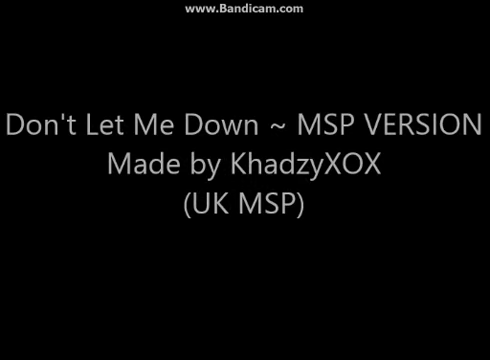 www.Bandicam.com
Don't Let Me Down ~ MSP VERSION
Made by KhadzyXOX
(UK MSP)